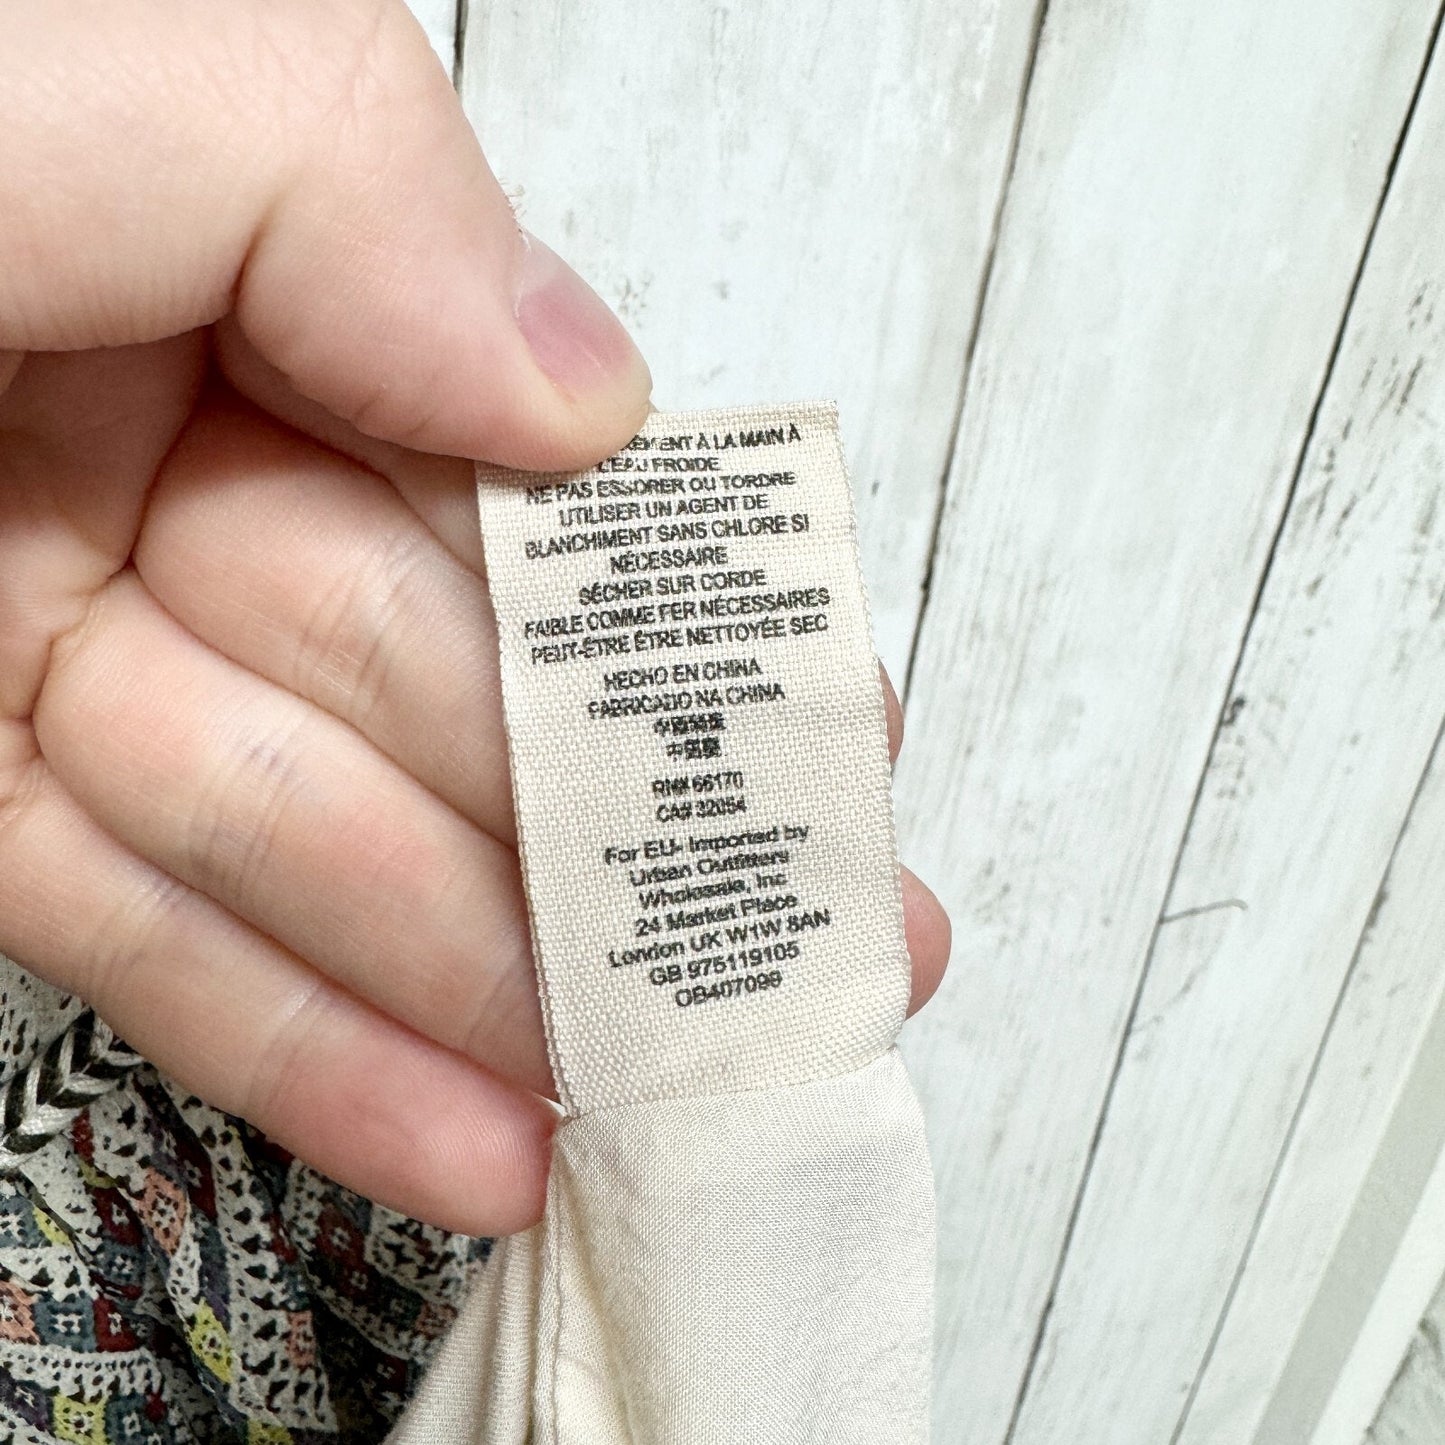 À LA MAIN À
L'EAU FROIDE
NE PAS ESSORER OU TORDRE
UTILISER UN AGENT DE
BLANCHIMENT SANS CHLORE SI
NÉCESSAIRE
SÉCHER SUR CORDE
FAIBLE COMME FER NÉCESSAIRES
PEUT-ÊTRE ÊTRE NETTOYÉE SEC
HECHO EN CHINA
FABRICADO NA CHINA
RN# 66170
CA# 32054
For EU- Imported by
Urban Outfitters
Wholesale, Inc
24 Market Place
London UK W1W 8AN
GB 975119105
OB407098